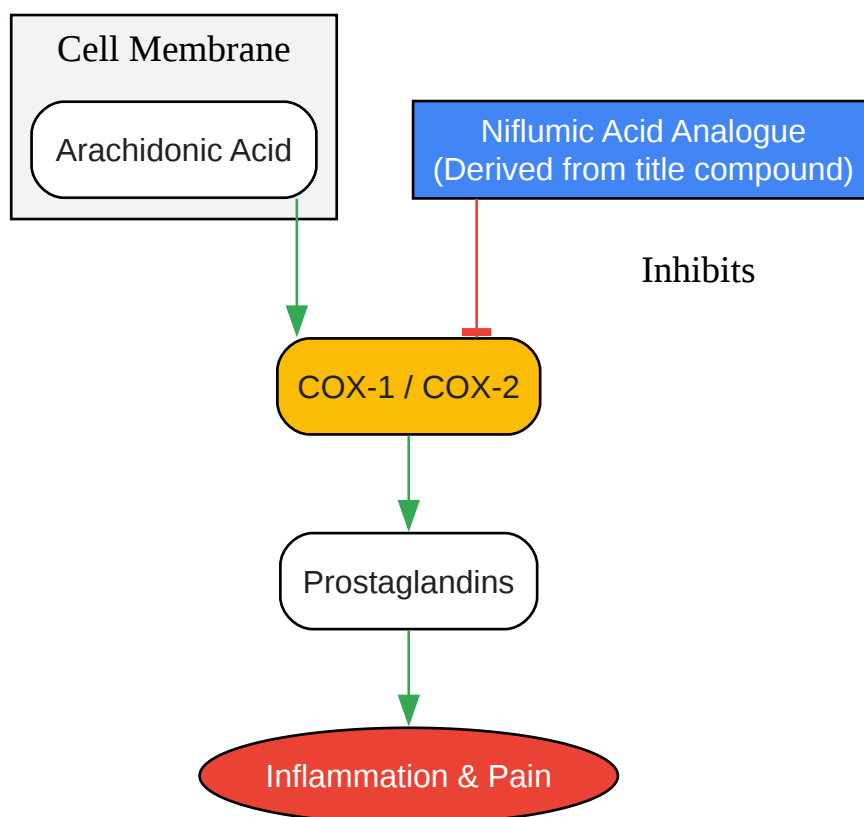 Cell Membrane
Arachidonic Acid
Niflumic Acid Analogue
(Derived from title compound)
Inhibits
COX-1 / COX-2
Prostaglandins
Inflammation & Pain